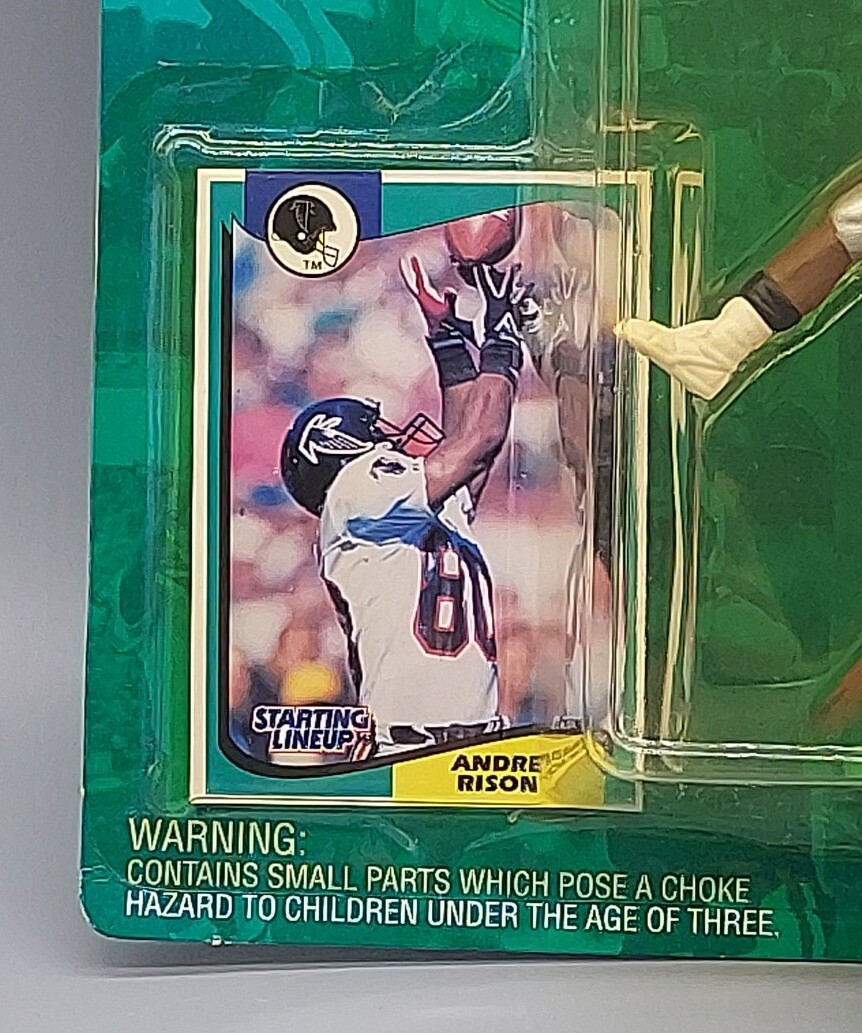 TM
80
STARTING
LINEUP
ANDRE
RISON
WARNING:
CONTAINS SMALL PARTS WHICH POSE A CHOKE
HAZARD TO CHILDREN UNDER THE AGE OF THREE.